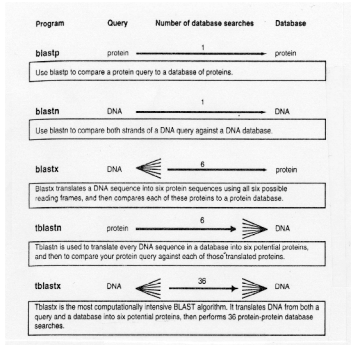 Program Query Number of database searches Database
1
blastp protein protein
Use blastp to compare a protein query to a database of proteins.
1
blastn DNA DNA
Use blastn to compare both strands of a DNA query against a DNA database.
6
blastx DNA protein
Blastx translates a DNA sequence into six protein sequences using all six possible
reading frames, and then compares each of these proteins to a protein database.
6
tblastn protein DNA
Tblastn is used to translate every DNA sequence in a database into six potential proteins,
and then to compare your protein query against each of those translated proteins.
36
tblastx DNA DNA
Tblastx is the most computationally intensive BLAST algorithm. It translates DNA from both a
query and a database into six potential proteins, then performs 36 protein-protein database
searches.